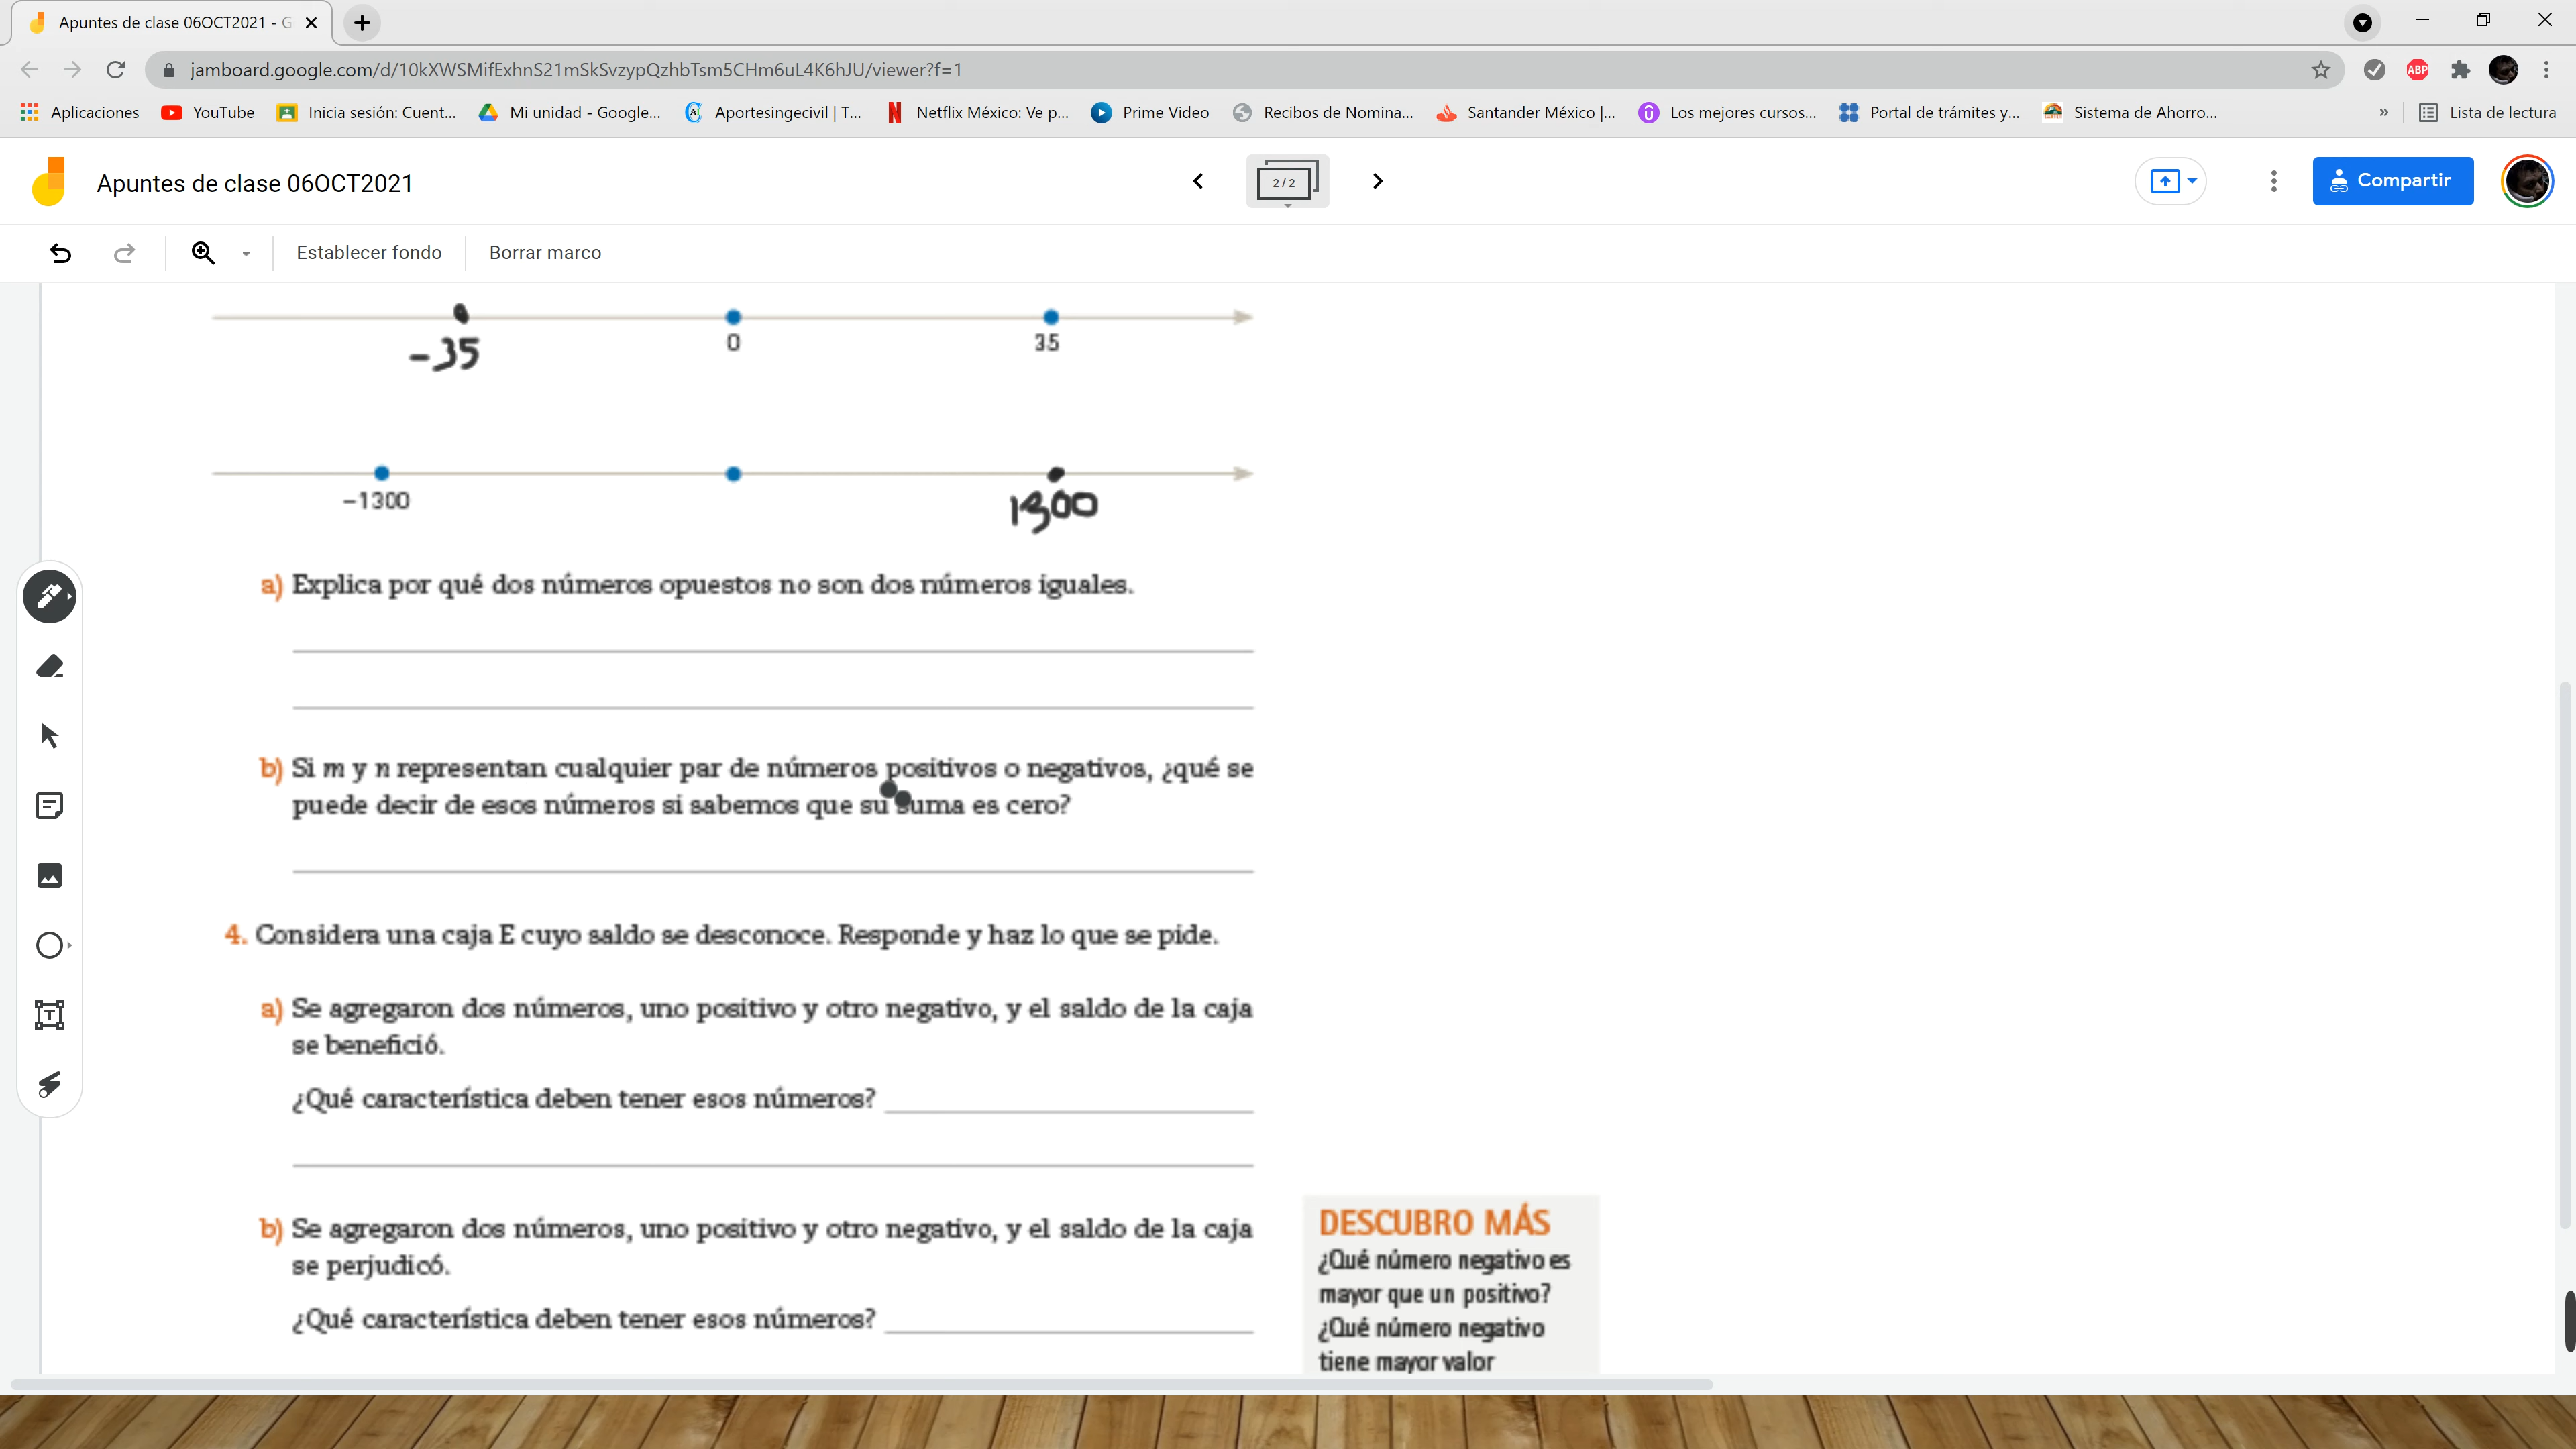 Apuntes de clase 06OCT2021 - G
jamboard.google.com/d/10kXWSMifExhnS21mSkSvzypQzhbTsm5CHm6uL4K6hJU/viewer?f=1
ABP
Aplicaciones YouTube Inicia sesión: Cuent... Mi unidad - Google... Aportesingecivil | T... Netflix México: Ve p... Prime Video Recibos de Nomina... Santander México |... Los mejores cursos... Portal de trámites y... Sistema de Ahorro... » Lista de lectura
Apuntes de clase 06OCT2021
2 / 2
Compartir
Establecer fondo Borrar marco
-35 0 35
-1300 1300
a) Explica por qué dos números opuestos no son dos números iguales.
b) Si m y n representan cualquier par de números positivos o negativos, ¿qué se
puede decir de esos números si sabemos que su suma es cero?
4. Considera una caja E cuyo saldo se desconoce. Responde y haz lo que se pide.
a) Se agregaron dos números, uno positivo y otro negativo, y el saldo de la caja
se benefició.
¿Qué característica deben tener esos números?
b) Se agregaron dos números, uno positivo y otro negativo, y el saldo de la caja
se perjudicó.
¿Qué característica deben tener esos números?
DESCUBRO MÁS
¿Qué número negativo es
mayor que un positivo?
¿Qué número negativo
tiene mayor valor